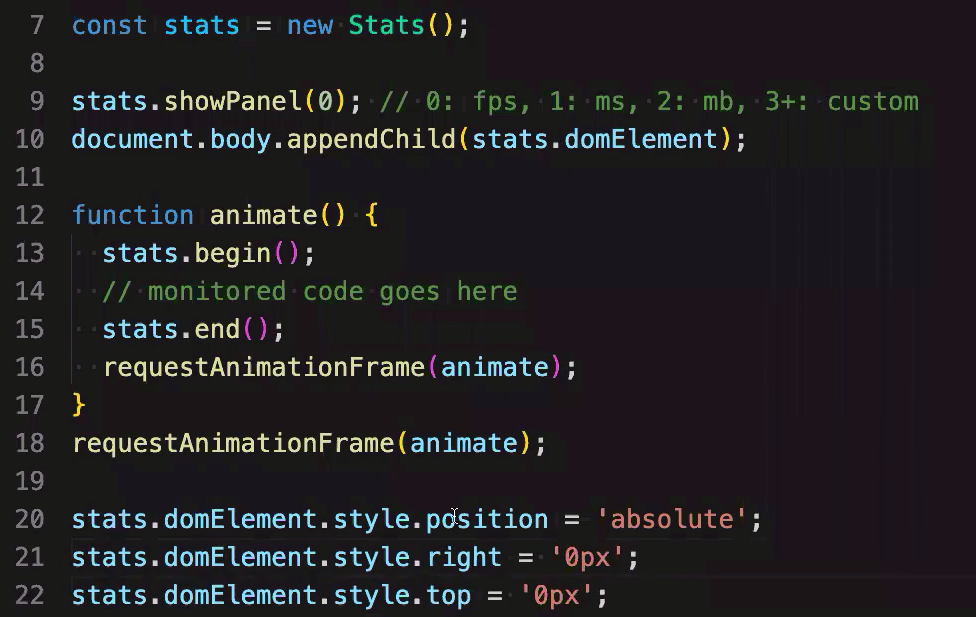 7 const stats = new Stats();
8
9 stats.showPanel(0); // 0: fps, 1: ms, 2: mb, 3+: custom
10 document.body.appendChild(stats.domElement);
11
12 function animate() {
13   stats.begin();
14   // monitored code goes here
15   stats.end();
16   requestAnimationFrame(animate);
17 }
18 requestAnimationFrame(animate);
19
20 stats.domElement.style.position = 'absolute';
21 stats.domElement.style.right = '0px';
22 stats.domElement.style.top = '0px';